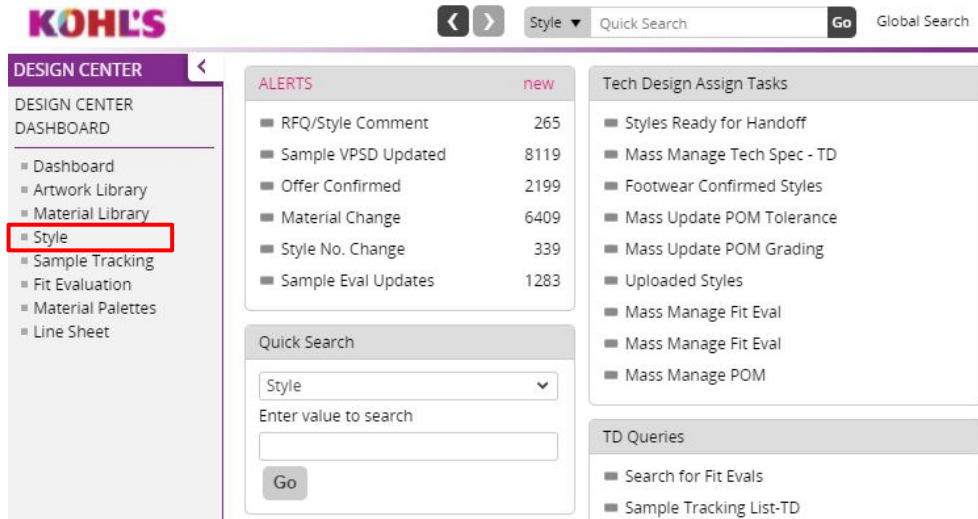 KOHL'S
Style ▼ Quick Search Go Global Search
DESIGN CENTER
DESIGN CENTER
DASHBOARD
Dashboard
Artwork Library
Material Library
Style
Sample Tracking
Fit Evaluation
Material Palettes
Line Sheet
ALERTS new
RFQ/Style Comment 265
Sample VPSD Updated 8119
Offer Confirmed 2199
Material Change 6409
Style No. Change 339
Sample Eval Updates 1283
Quick Search
Style
Enter value to search
Go
Tech Design Assign Tasks
Styles Ready for Handoff
Mass Manage Tech Spec - TD
Footwear Confirmed Styles
Mass Update POM Tolerance
Mass Update POM Grading
Uploaded Styles
Mass Manage Fit Eval
Mass Manage Fit Eval
Mass Manage POM
TD Queries
Search for Fit Evals
Sample Tracking List-TD